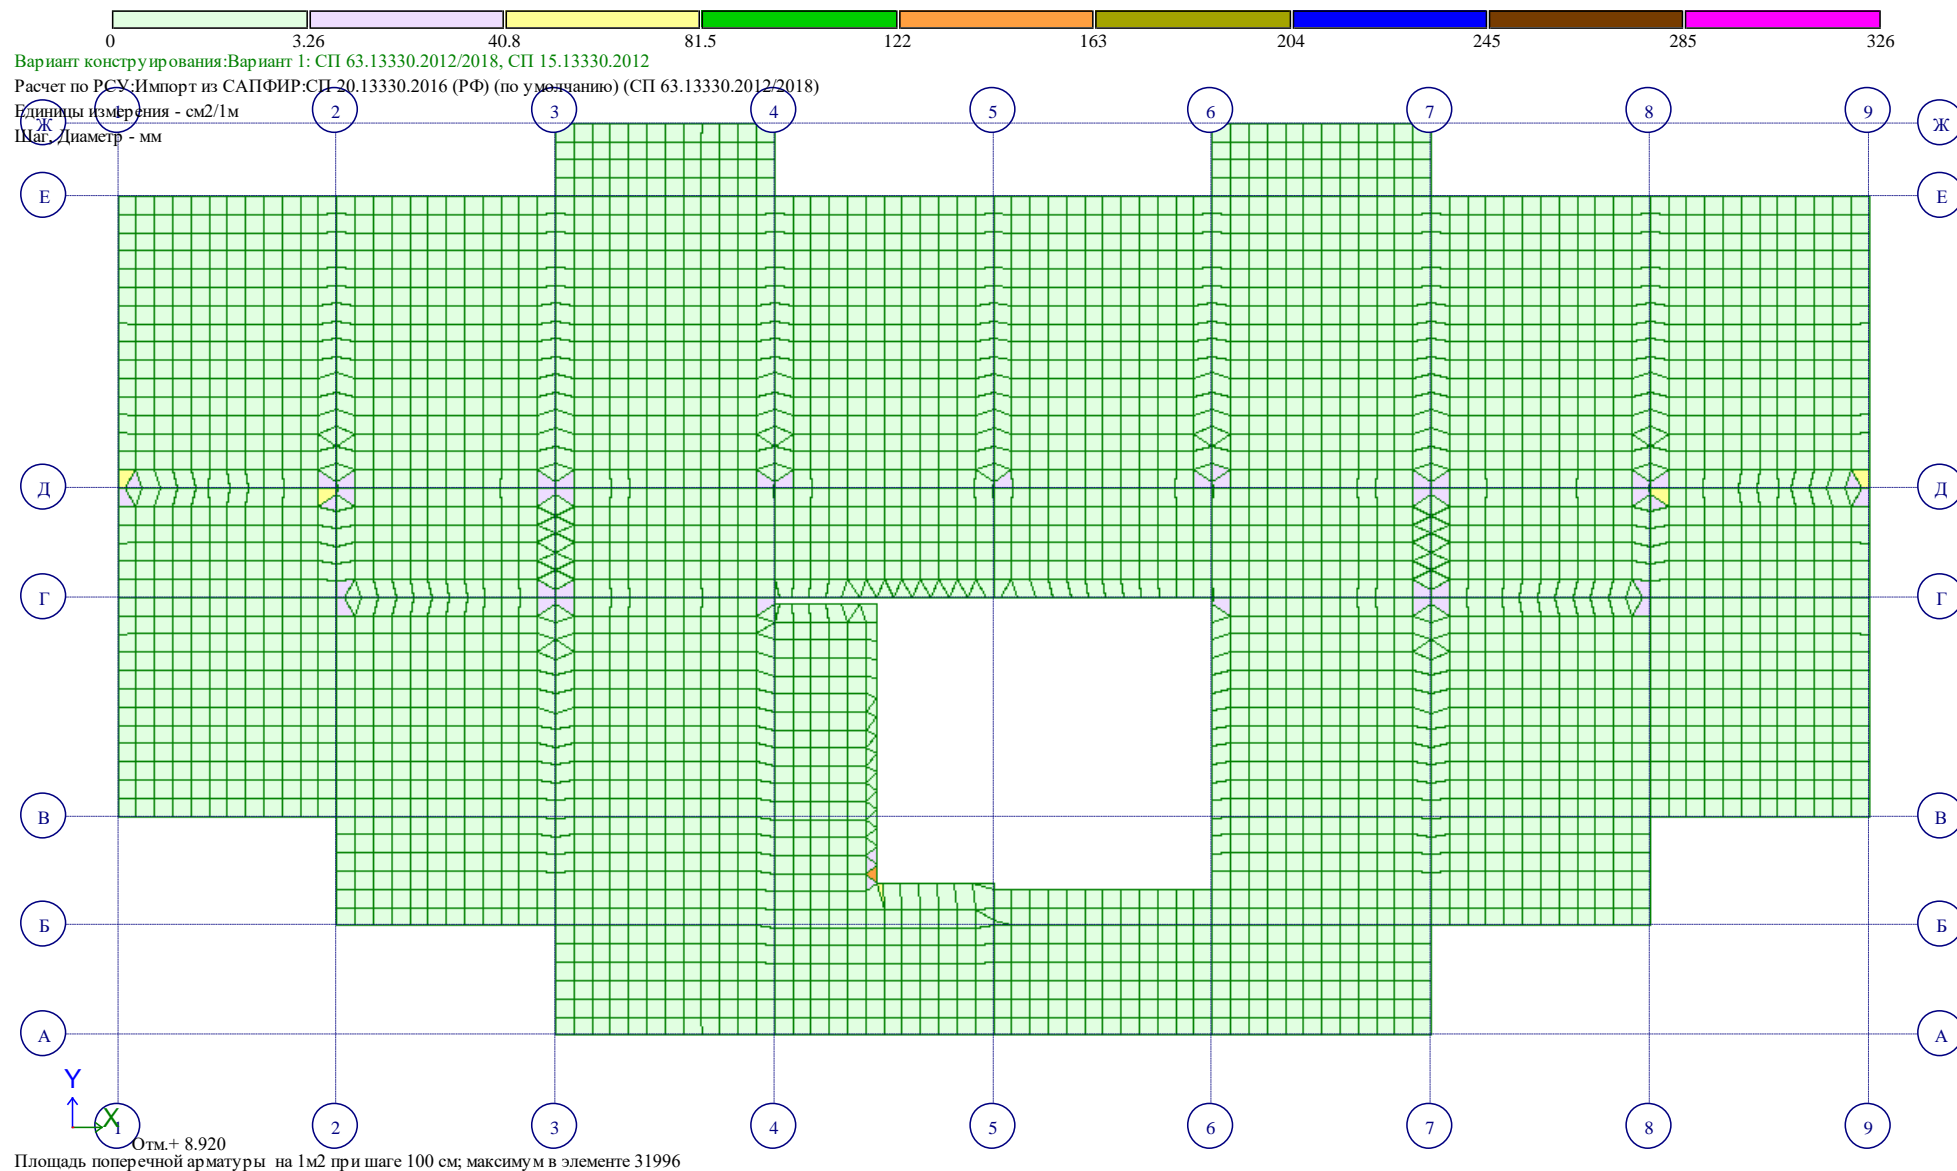 0 3.26 40.8 81.5 122 163 204 245 285 326
Вариант конструирования:Вариант 1: СП 63.13330.2012/2018, СП 15.13330.2012
Расчет по РСУ:Импорт из САПФИР:СП 20.13330.2016 (РФ) (по умолчанию) (СП 63.13330.2012/2018)
Единицы измерения - см2/1м
Шаг, Диаметр - мм
1 2 3 4 5 6 7 8 9
Ж Ж
Е Е
Д Д
Г Г
В В
Б Б
А А
Y
X
1 2 3 4 5 6 7 8 9
Отм.+ 8.920
Площадь поперечной арматуры на 1м2 при шаге 100 см; максимум в элементе 31996